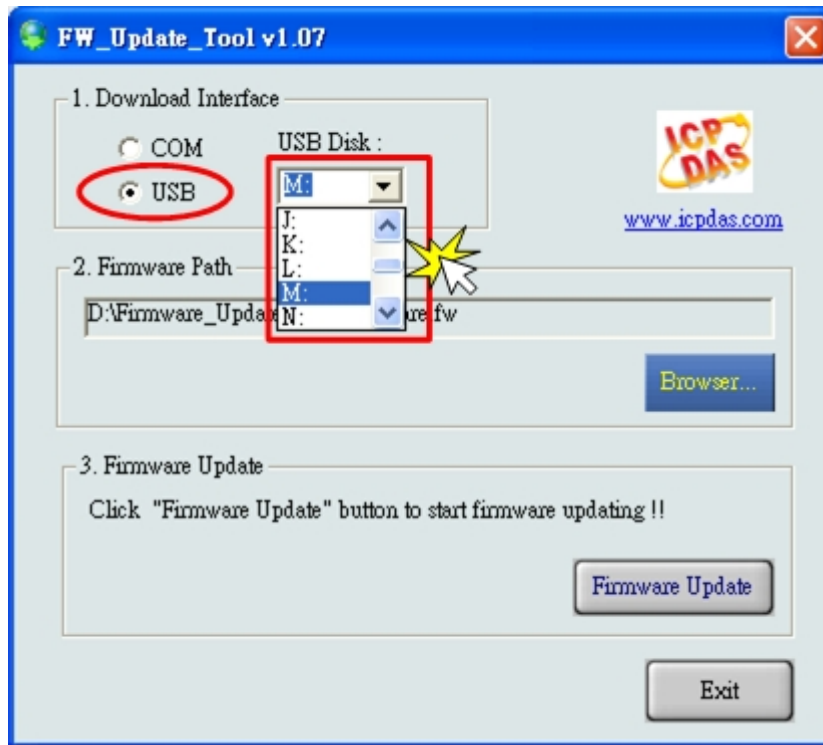 FW_Update_Tool v1.07
1. Download Interface
COM
USB Disk :
USB
M:
J:
K:
L:
M:
N:
ICP
DAS
www.icpdas.com
2. Firmware Path
D:\Firmware_Upda are.fw
Browser...
3. Firmware Update
Click "Firmware Update" button to start firmware updating !!
Firmware Update
Exit